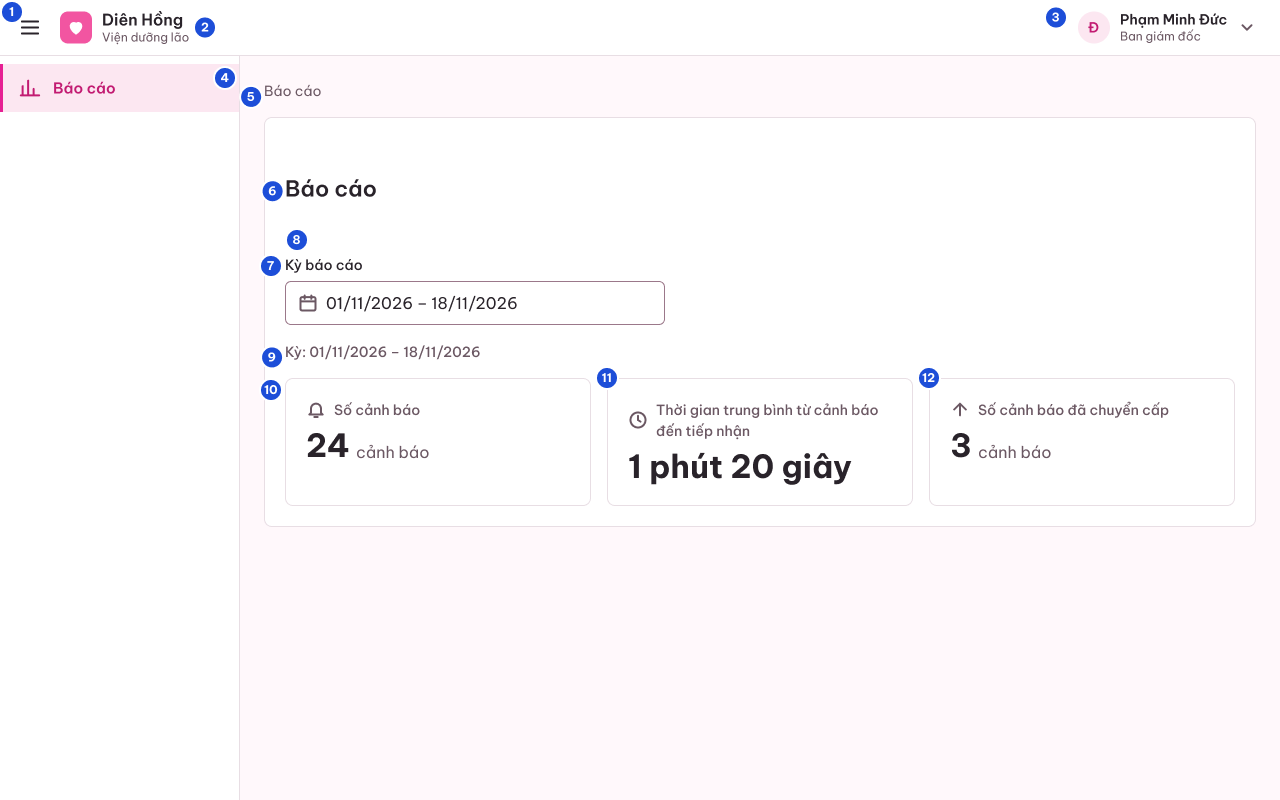 1
Diên Hồng
Viện dưỡng lão
2
3
Đ
Phạm Minh Đức
Ban giám đốc
Báo cáo
4
5
Báo cáo
6
Báo cáo
8
7
Kỳ báo cáo
01/11/2026 – 18/11/2026
9
Kỳ: 01/11/2026 – 18/11/2026
10
Số cảnh báo
24 cảnh báo
11
Thời gian trung bình từ cảnh báo
đến tiếp nhận
1 phút 20 giây
12
Số cảnh báo đã chuyển cấp
3 cảnh báo